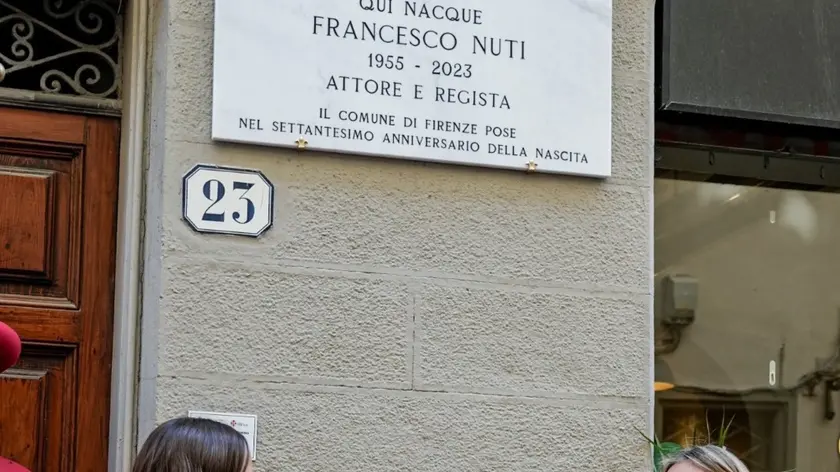 QUI NACQUE
FRANCESCO NUTI
1955 - 2023
ATTORE E REGISTA
IL COMUNE DI FIRENZE POSE
NEL SETTANTESIMO ANNIVERSARIO DELLA NASCITA
23